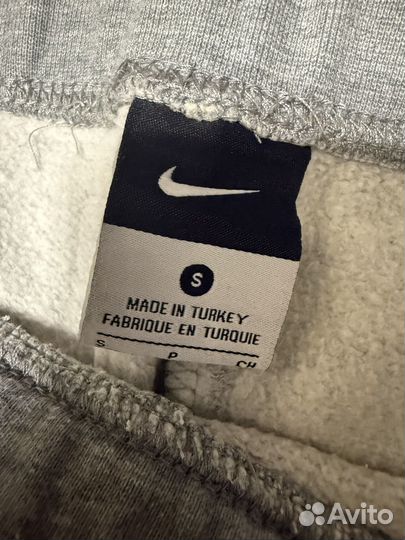 S
MADE IN TURKEY
FABRIQUE EN TURQUIE
S P CH
Avito